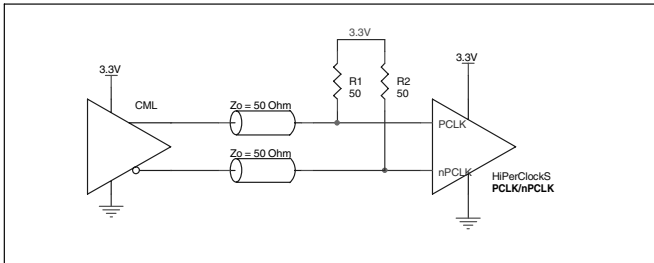 3.3V
3.3V
3.3V
R1
50
R2
50
CML
Zo = 50 Ohm
PCLK
Zo = 50 Ohm
nPCLK
HiPerClockS
PCLK/nPCLK